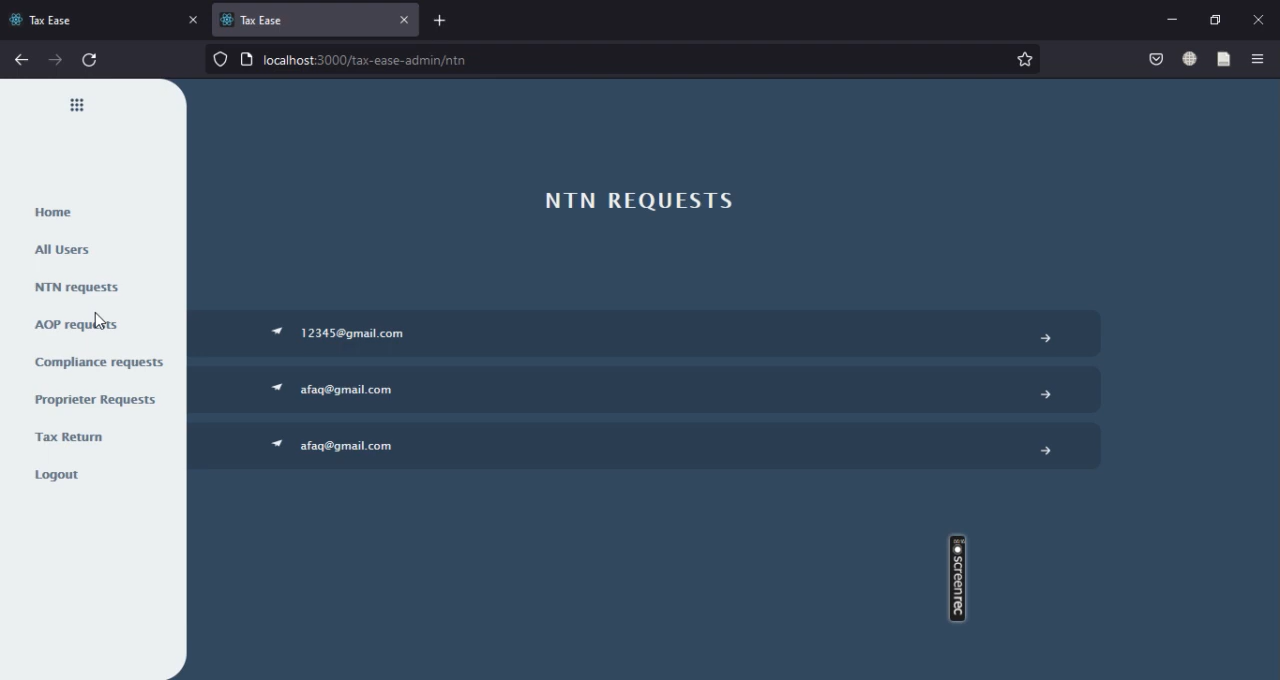 Tax Ease
Tax Ease
localhost:3000/tax-ease-admin/ntn
Home
All Users
NTN requests
AOP requests
Compliance requests
Proprieter Requests
Tax Return
Logout
NTN REQUESTS
12345@gmail.com
afaq@gmail.com
afaq@gmail.com
screenrec